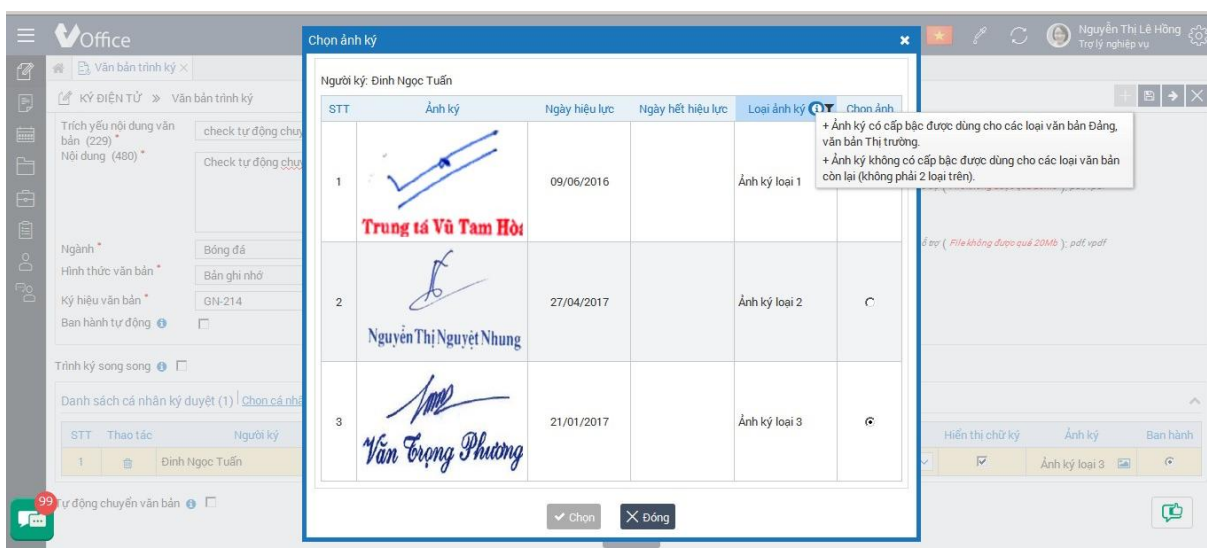 VOffice
Nguyễn Thị Lê Hồng
Trợ lý nghiệp vụ
Văn bản trình ký
KÝ ĐIỆN TỬ » Văn bản trình ký
Trích yếu nội dung văn bản (229) *
check tự động chuy
Nội dung (480) *
Check tự động chuy
Ngành *
Bóng đá
Hình thức văn bản *
Bản ghi nhớ
Ký hiệu văn bản *
GN-214
Ban hành tự động
Trình ký song song
Danh sách cá nhân ký duyệt (1) Chọn cá nhâ
STT Thao tác Người ký
1 Đinh Ngọc Tuấn
Tự động chuyển văn bản
99
Chọn ảnh ký
Người ký: Đinh Ngọc Tuấn
STT Ảnh ký Ngày hiệu lực Ngày hết hiệu lực Loại ảnh ký Chọn ảnh
+ Ảnh ký có cấp bậc được dùng cho các loại văn bản Đảng,
văn bản Thị trường.
+ Ảnh ký không có cấp bậc được dùng cho các loại văn bản
còn lại (không phải 2 loại trên).
1 09/06/2016 Ảnh ký loại 1
Trung tá Vũ Tam Hòa
2 27/04/2017 Ảnh ký loại 2
Nguyễn Thị Nguyệt Nhung
3 21/01/2017 Ảnh ký loại 3
Văn Trọng Phương
Chọn
Đóng
ỗ trợ ( File không được quá 20Mb ); pdf, vpdf
Hiển thị chữ ký Ảnh ký Ban hành
Ảnh ký loại 3